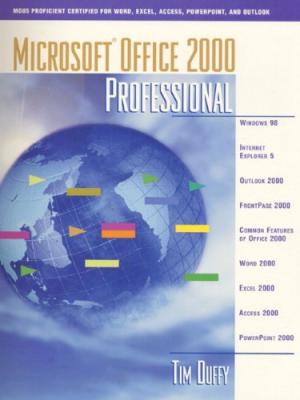 MOUS PROFICIENT CERTIFIED FOR WORD, EXCEL, ACCESS, POWERPOINT, AND OUTLOOK
MICROSOFT® OFFICE 2000
PROFESSIONAL
WINDOWS 98
INTERNET
EXPLORER 5
OUTLOOK 2000
FRONTPAGE 2000
COMMON FEATURES
OF OFFICE 2000
WORD 2000
EXCEL 2000
ACCESS 2000
POWERPOINT 2000
TIM DUFFY